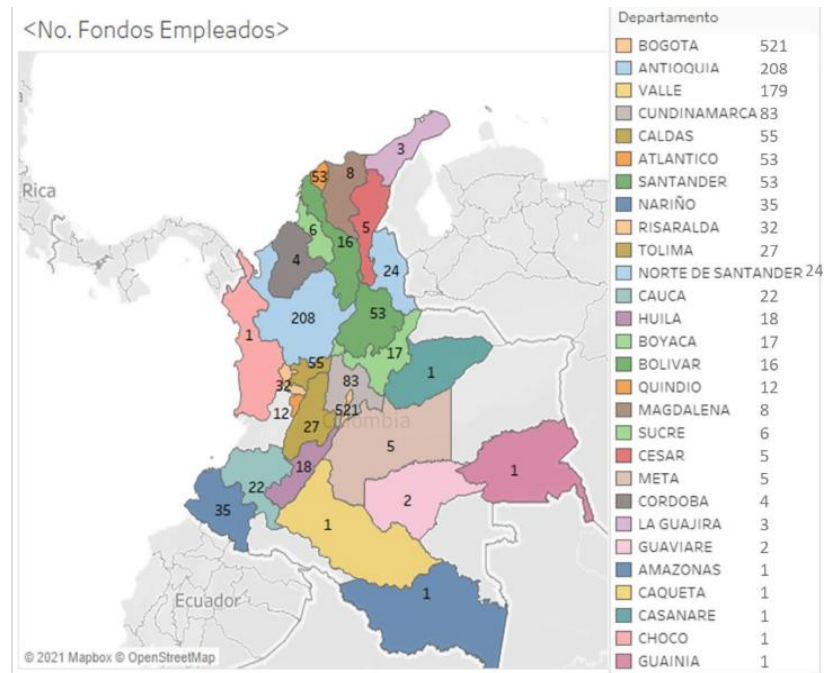 <No. Fondos Empleados>
Departamento
BOGOTA 521
ANTIOQUIA 208
VALLE 179
CUNDINAMARCA 83
CALDAS 55
ATLANTICO 53
SANTANDER 53
NARIÑO 35
RISARALDA 32
TOLIMA 27
NORTE DE SANTANDER 24
CAUCA 22
HUILA 18
BOYACA 17
BOLIVAR 16
QUINDIO 12
MAGDALENA 8
SUCRE 6
CESAR 5
META 5
CORDOBA 4
LA GUAJIRA 3
GUAVIARE 2
AMAZONAS 1
CAQUETA 1
CASANARE 1
CHOCO 1
GUAINIA 1
3
53
8
Rica
6
16
5
4
24
208
53
1
17
55
1
32
83
12
521
27
Colombia
5
18
1
22
2
35
1
1
Ecuador
© 2021 Mapbox © OpenStreetMap